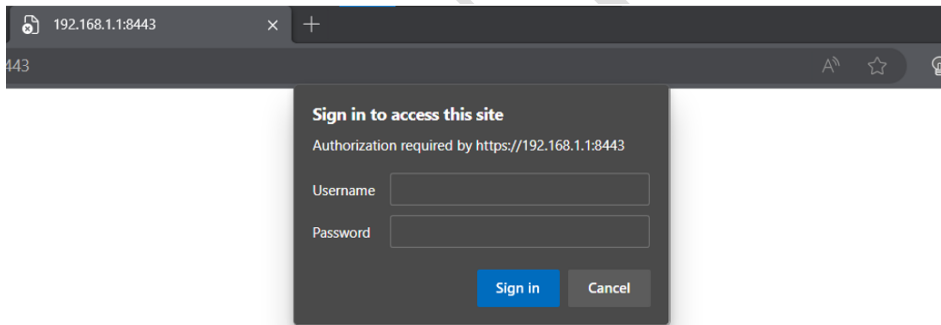 192.168.1.1:8443
443
Sign in to access this site
Authorization required by https://192.168.1.1:8443
Username
Password
Sign in Cancel